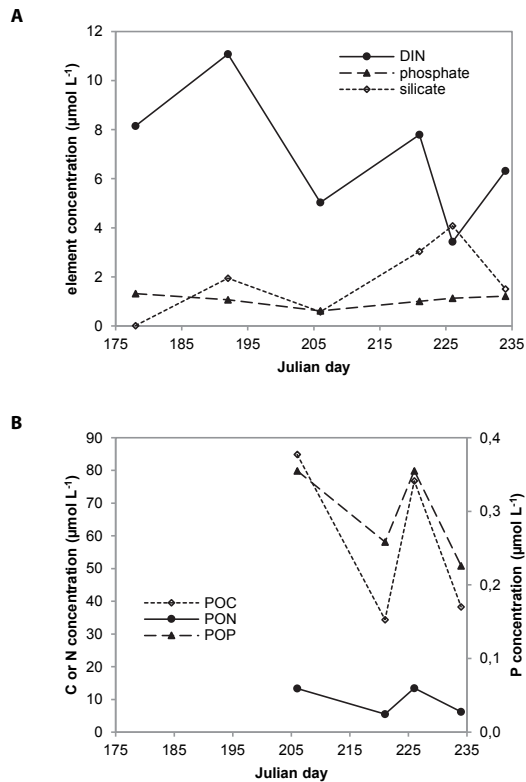 A
element concentration (µmol L⁻¹)
12
10
8
6
4
2
0
DIN
phosphate
silicate
175 185 195 205 215 225 235
Julian day
B
C or N concentration (µmol L⁻¹)
90
80
70
60
50
40
30
20
10
0
POC
PON
POP
0,4
0,3
0,2
0,1
0,0
P concentration (µmol L⁻¹)
175 185 195 205 215 225 235
Julian day